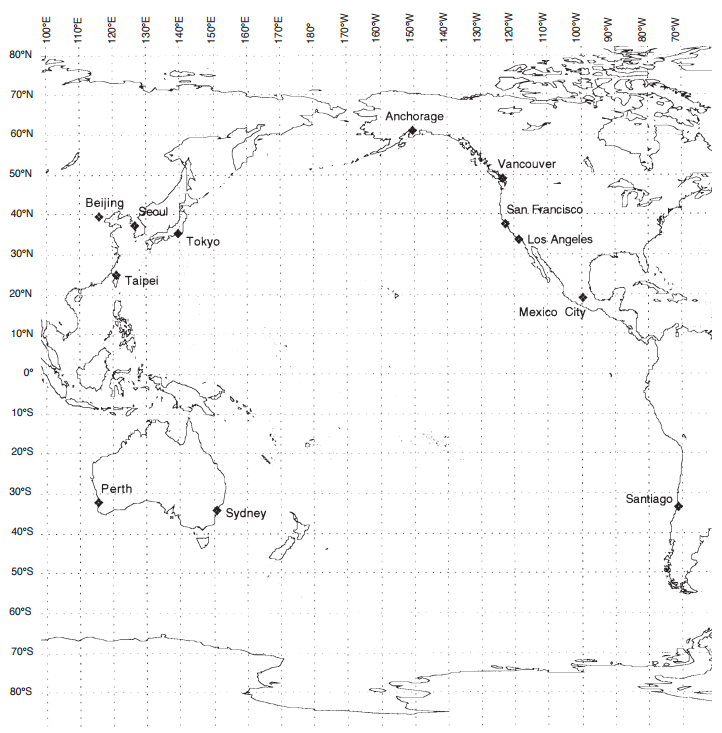 100°E 110°E 120°E 130°E 140°E 150°E 160°E 170°E 180° 170°W 160°W 150°W 140°W 130°W 120°W 110°W 100°W 90°W 80°W 70°W
80°N
70°N
Anchorage
60°N
Vancouver
50°N
Beijing
Seoul
San Francisco
40°N
Tokyo
Los Angeles
30°N
Taipei
20°N
Mexico City
10°N
0°
10°S
20°S
Perth
30°S
Santiago
Sydney
40°S
50°S
60°S
70°S
80°S